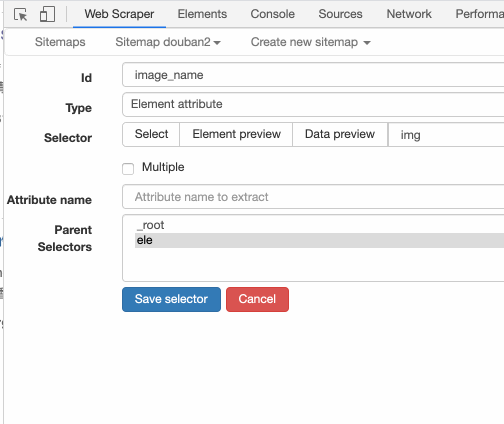 Web Scraper Elements Console Sources Network Performa
Sitemaps Sitemap douban2 Create new sitemap
Id image_name
Type Element attribute
Selector Select Element preview Data preview img
Multiple
Attribute name Attribute name to extract
Parent Selectors _root
ele
Save selector Cancel